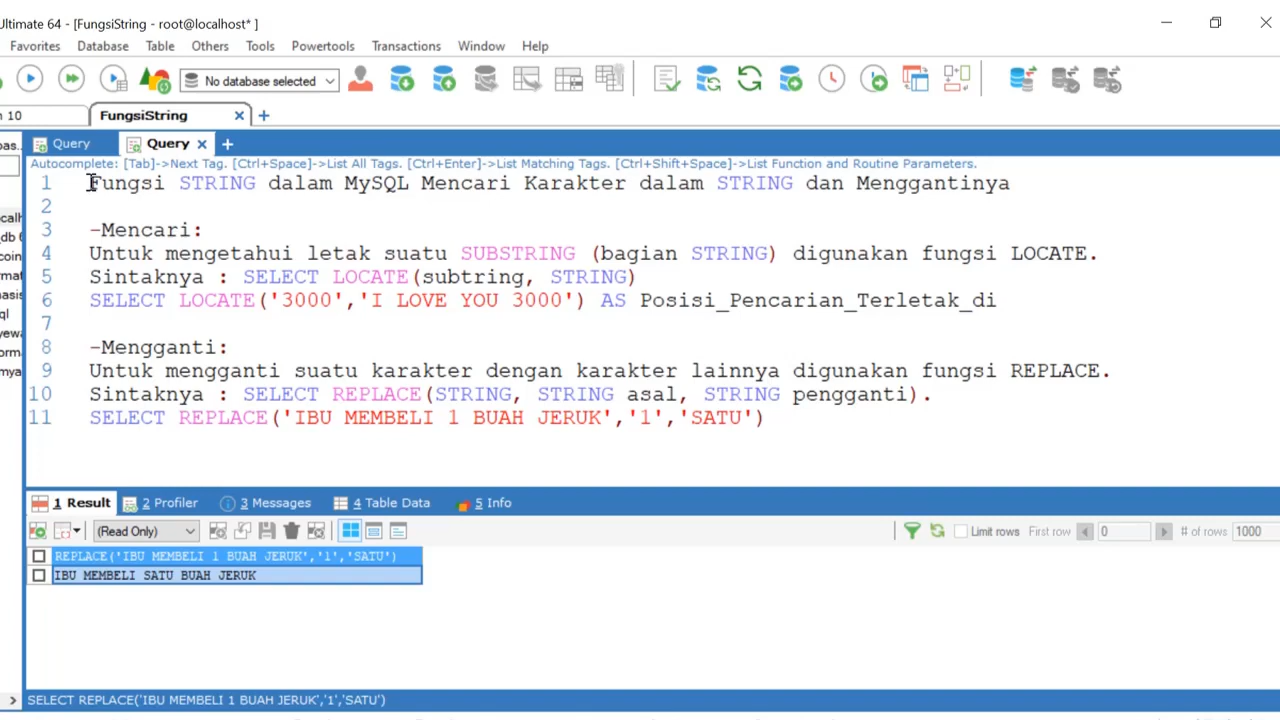 Ultimate 64 - [FungsiString - root@localhost* ]
Favorites Database Table Others Tools Powertools Transactions Window Help
No database selected
10 FungsiString
Query Query
Autocomplete: [Tab]->Next Tag. [Ctrl+Space]->List All Tags. [Ctrl+Enter]->List Matching Tags. [Ctrl+Shift+Space]->List Function and Routine Parameters.
1 Fungsi STRING dalam MySQL Mencari Karakter dalam STRING dan Menggantinya
2
3 -Mencari:
4 Untuk mengetahui letak suatu SUBSTRING (bagian STRING) digunakan fungsi LOCATE.
5 Sintaknya : SELECT LOCATE(subtring, STRING)
6 SELECT LOCATE('3000','I LOVE YOU 3000') AS Posisi_Pencarian_Terletak_di
7
8 -Mengganti:
9 Untuk mengganti suatu karakter dengan karakter lainnya digunakan fungsi REPLACE.
10 Sintaknya : SELECT REPLACE(STRING, STRING asal, STRING pengganti).
11 SELECT REPLACE('IBU MEMBELI 1 BUAH JERUK','1','SATU')
1 Result 2 Profiler 3 Messages 4 Table Data 5 Info
(Read Only) Limit rows First row 0 # of rows 1000
REPLACE('IBU MEMBELI 1 BUAH JERUK','1','SATU')
IBU MEMBELI SATU BUAH JERUK
SELECT REPLACE('IBU MEMBELI 1 BUAH JERUK','1','SATU')